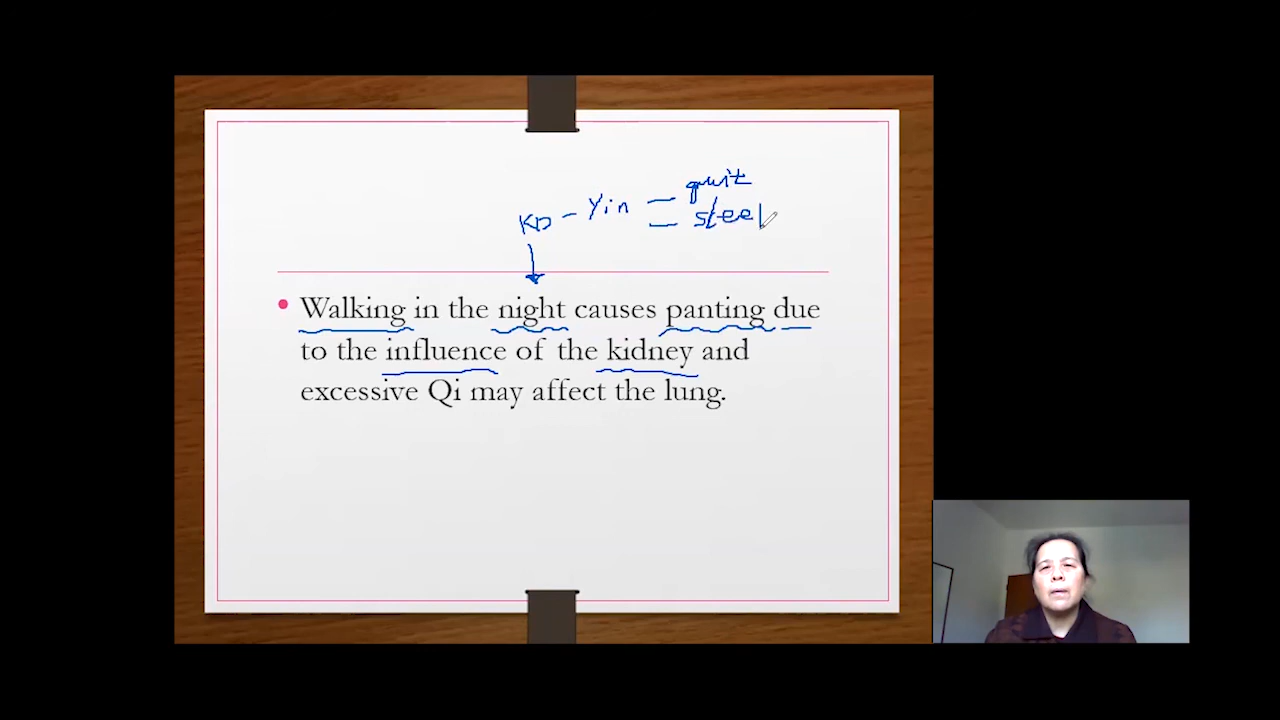 quit
KD - Yin = steel
• Walking in the night causes panting due
to the influence of the kidney and
excessive Qi may affect the lung.